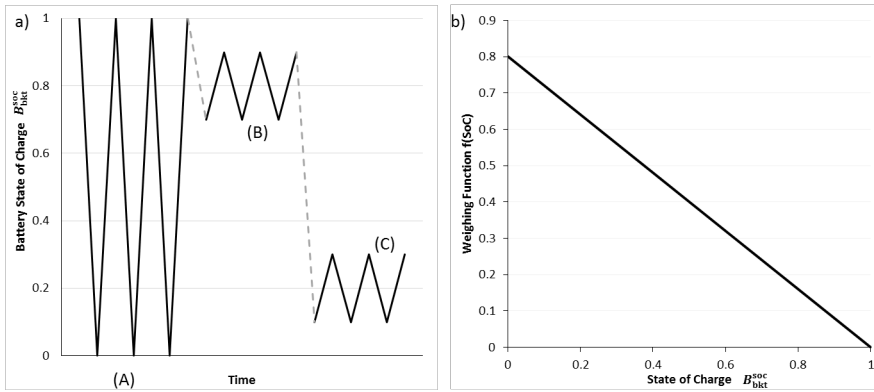 a)
Battery State of Charge B_bkt^soc
1
0.8
0.6
0.4
0.2
0
(A)
(B)
(C)
Time
b)
Weighing Function f(SoC)
0.9
0.8
0.7
0.6
0.5
0.4
0.3
0.2
0.1
0
0 0.2 0.4 0.6 0.8 1
State of Charge B_bkt^soc